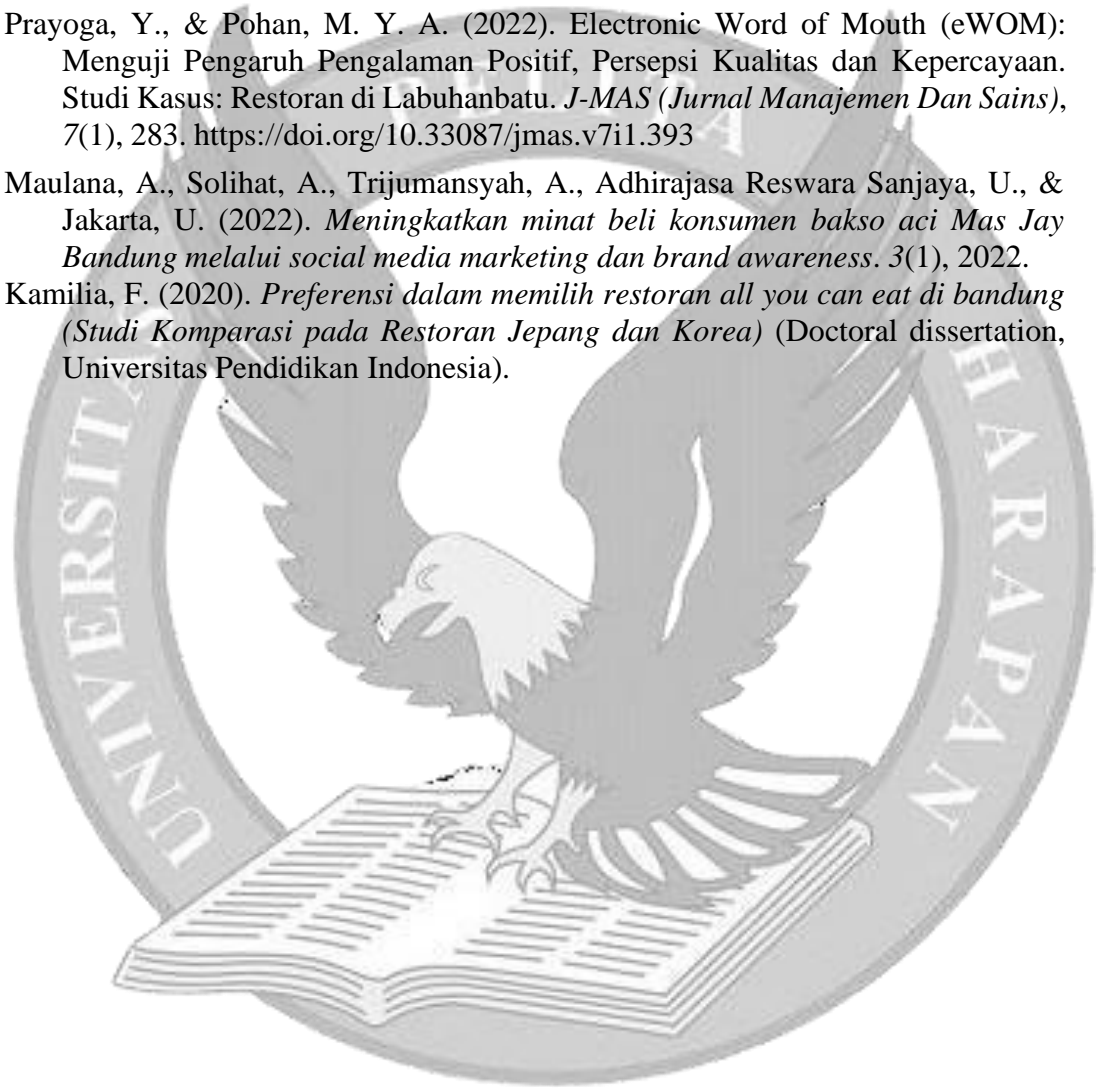 Prayoga, Y., & Pohan, M. Y. A. (2022). Electronic Word of Mouth (eWOM):
Menguji Pengaruh Pengalaman Positif, Persepsi Kualitas dan Kepercayaan.
Studi Kasus: Restoran di Labuhanbatu. J-MAS (Jurnal Manajemen Dan Sains),
7(1), 283. https://doi.org/10.33087/jmas.v7i1.393
Maulana, A., Solihat, A., Trijumansyah, A., Adhirajasa Reswara Sanjaya, U., &
Jakarta, U. (2022). Meningkatkan minat beli konsumen bakso aci Mas Jay
Bandung melalui social media marketing dan brand awareness. 3(1), 2022.
Kamilia, F. (2020). Preferensi dalam memilih restoran all you can eat di bandung
(Studi Komparasi pada Restoran Jepang dan Korea) (Doctoral dissertation,
Universitas Pendidikan Indonesia).
UNIVERSITAS PELITA HARAPAN